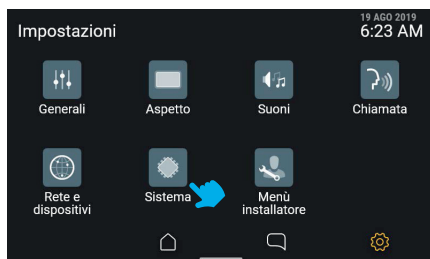 19 AGO 2019
Impostazioni
6:23 AM
Generali
Aspetto
Suoni
Chiamata
Rete e
dispositivi
Sistema
Menù
installatore